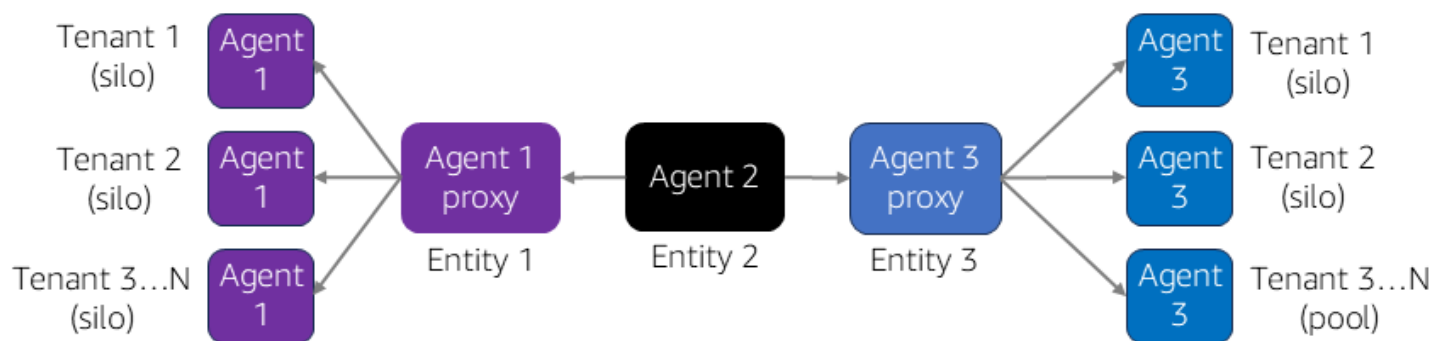 Tenant 1
(silo)
Agent
1
Tenant 2
(silo)
Agent
1
Tenant 3...N
(silo)
Agent
1
Agent 1
proxy
Entity 1
Agent 2
Entity 2
Agent 3
proxy
Entity 3
Agent
3
Tenant 1
(silo)
Agent
3
Tenant 2
(silo)
Agent
3
Tenant 3...N
(pool)